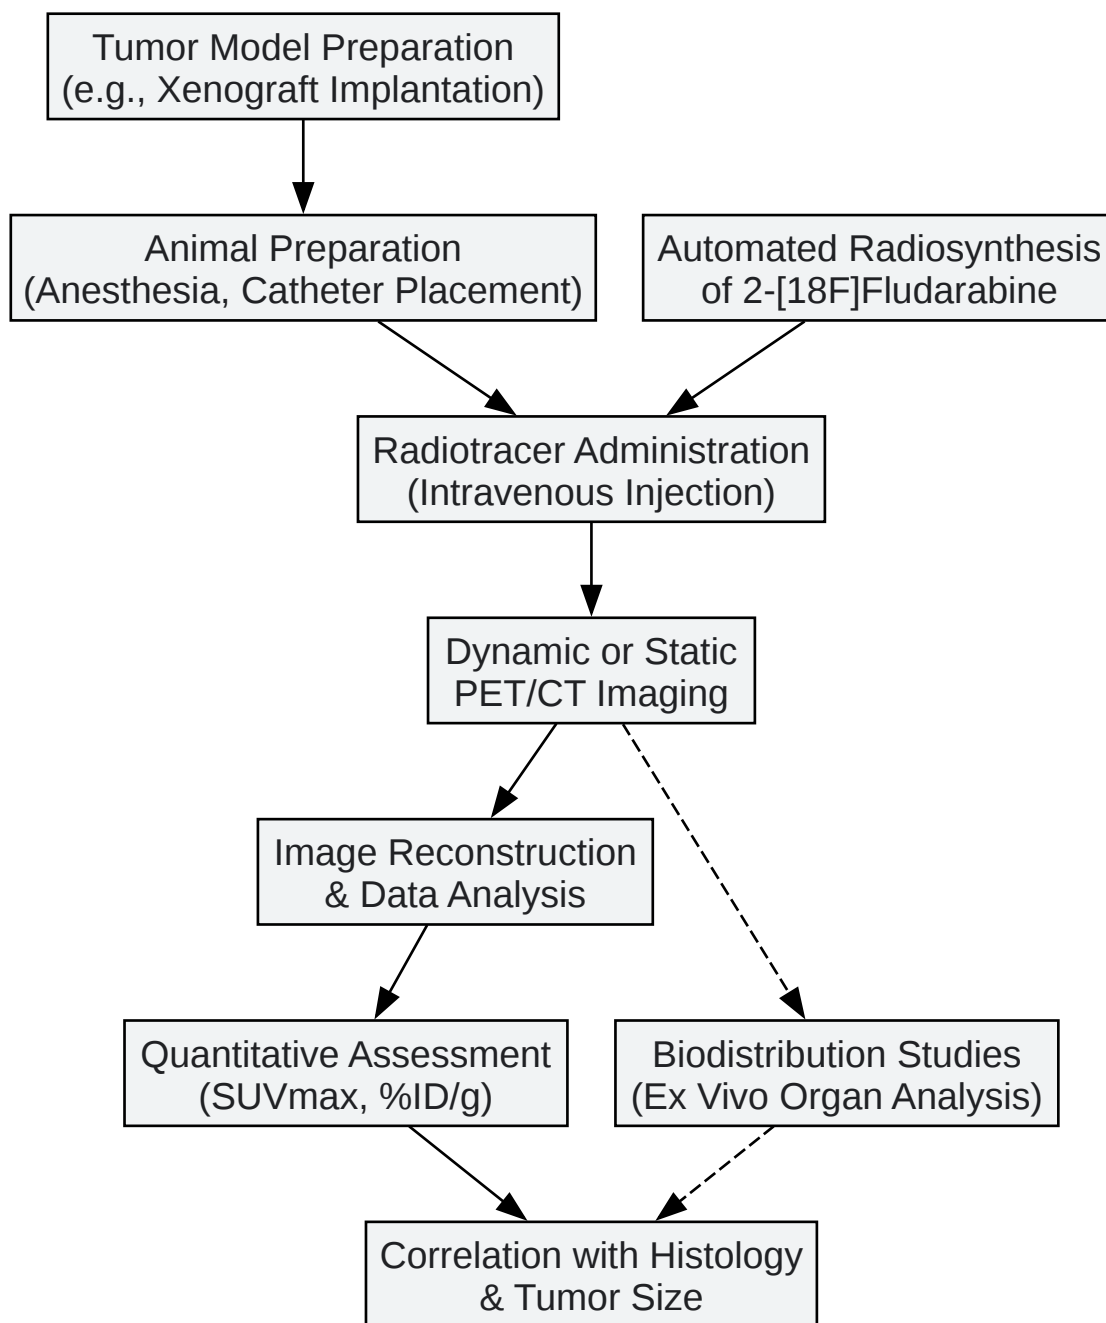 Tumor Model Preparation
(e.g., Xenograft Implantation)
Animal Preparation
(Anesthesia, Catheter Placement)
Automated Radiosynthesis
of 2-[18F]Fludarabine
Radiotracer Administration
(Intravenous Injection)
Dynamic or Static
PET/CT Imaging
Image Reconstruction
& Data Analysis
Quantitative Assessment
(SUVmax, %ID/g)
Biodistribution Studies
(Ex Vivo Organ Analysis)
Correlation with Histology
& Tumor Size